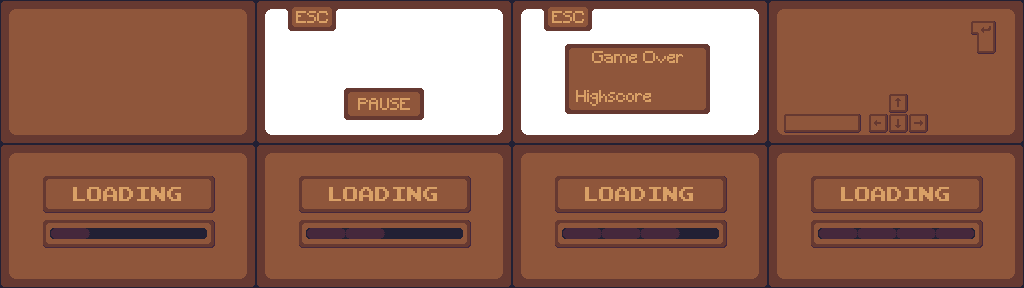 ESC
PAUSE
ESC
Game Over
Highscore
↵
↑
← ↓ →
LOADING
LOADING
LOADING
LOADING